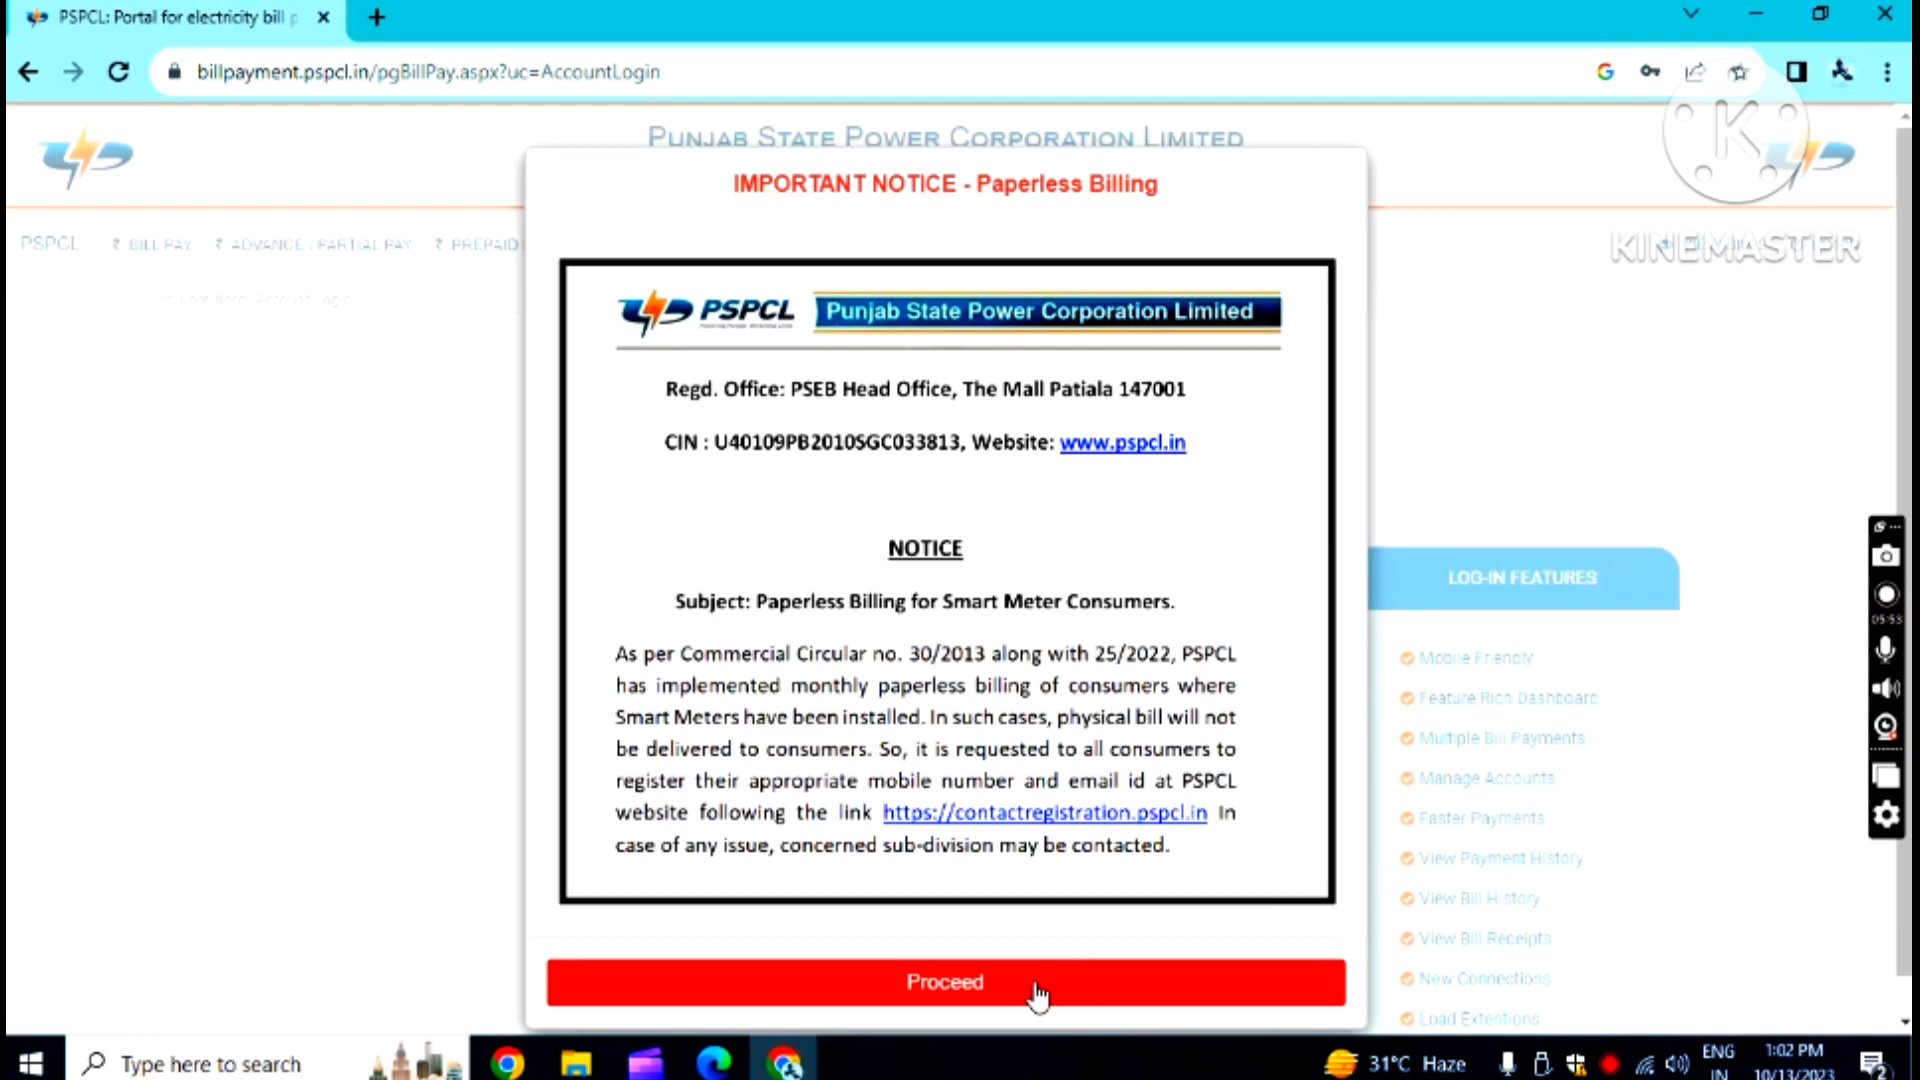 PSPCL: Portal for electricity bill
billpayment.pspcl.in/pgBillPay.aspx?uc=AccountLogin
PUNJAB STATE POWER CORPORATION LIMITED
K
KINEMASTER
IMPORTANT NOTICE - Paperless Billing
PSPCL ₹ BILL PAY ₹ ADVANCE / PARTIAL PAY ₹ PREPAID
PSPCL Punjab State Power Corporation Limited
Regd. Office: PSEB Head Office, The Mall Patiala 147001
CIN : U40109PB2010SGC033813, Website: www.pspcl.in
NOTICE
Subject: Paperless Billing for Smart Meter Consumers.
As per Commercial Circular no. 30/2013 along with 25/2022, PSPCL
has implemented monthly paperless billing of consumers where
Smart Meters have been installed. In such cases, physical bill will not
be delivered to consumers. So, it is requested to all consumers to
register their appropriate mobile number and email id at PSPCL
website following the link https://contactregistration.pspcl.in In
case of any issue, concerned sub-division may be contacted.
Proceed
LOG-IN FEATURES
Mobile Friendly
Feature Rich Dashboard
Multiple Bill Payments
Manage Accounts
Faster Payments
View Payment History
View Bill History
View Bill Receipts
New Connections
Load Extentions
05:53
Type here to search
31°C Haze
ENG
IN
1:02 PM
10/13/2023
2